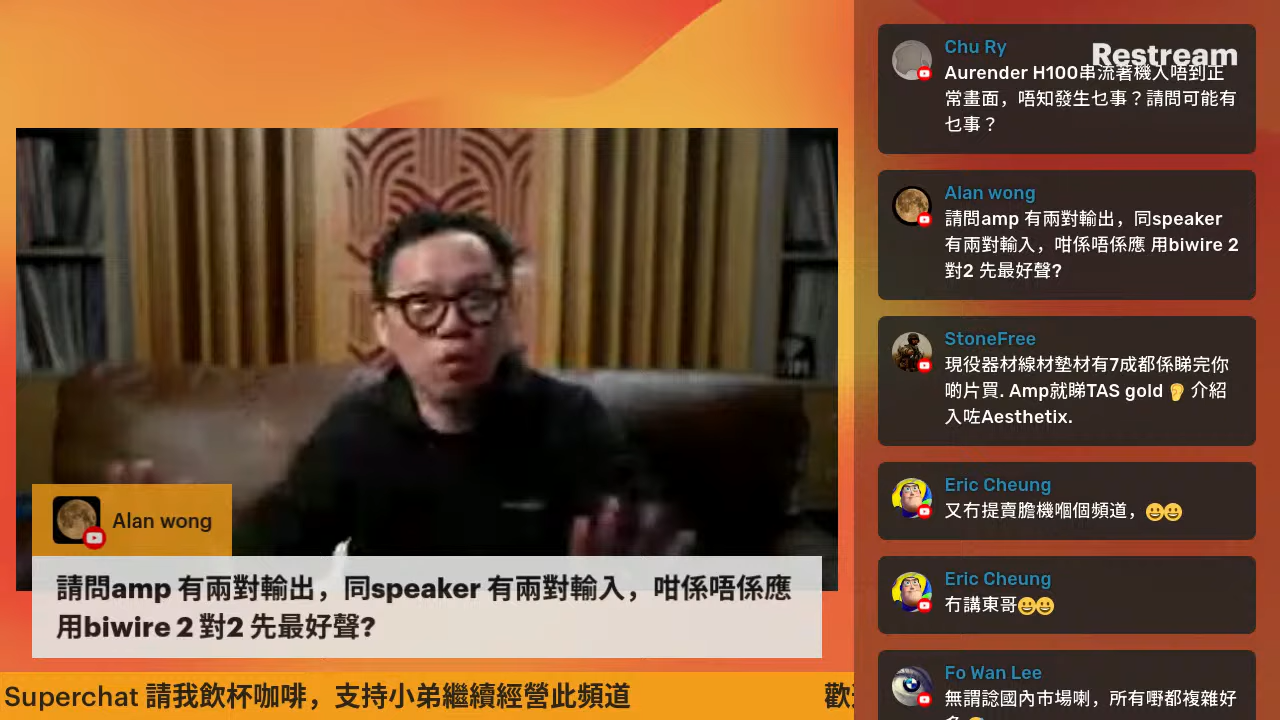 Restream
Chu Ry
Aurender H100串流著機入唔到正
常畫面，唔知發生乜事？請問可能有
乜事？
Alan wong
請問amp 有兩對輸出，同speaker
有兩對輸入，咁係唔係應 用biwire 2
對2 先最好聲?
StoneFree
現役器材線材墊材有7成都係睇完你
啲片買. Amp就睇TAS gold 👂 介紹
入咗Aesthetix.
Eric Cheung
又冇提賣膽機嗰個頻道，😀😀
Eric Cheung
冇講東哥😀😀
Fo Wan Lee
無謂諗國內市場喇，所有嘢都複雜好
Alan wong
請問amp 有兩對輸出，同speaker 有兩對輸入，咁係唔係應
用biwire 2 對2 先最好聲?
Superchat 請我飲杯咖啡，支持小弟繼續經營此頻道